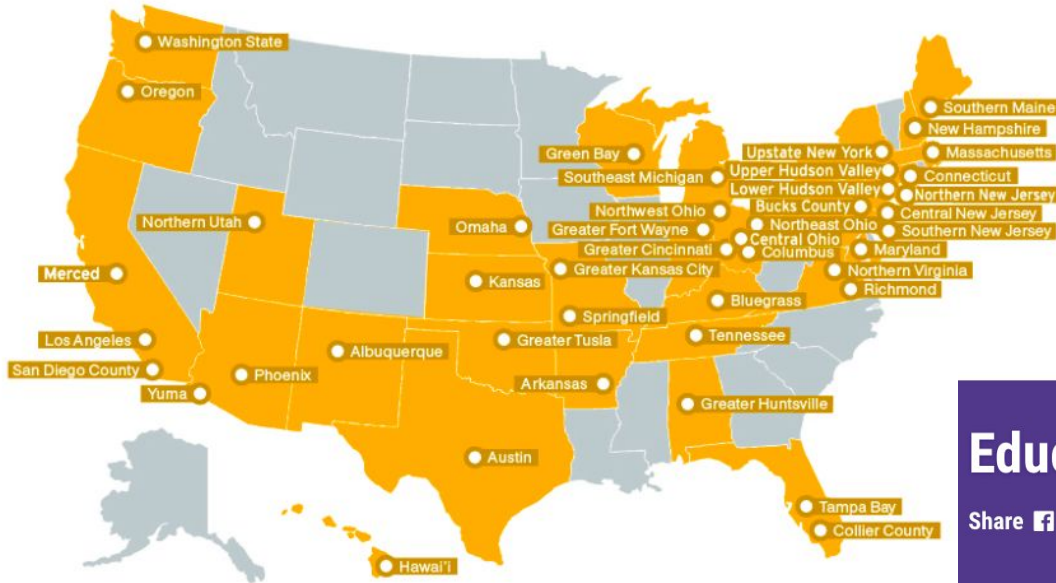 Washington State
Oregon
Southern Maine
New Hampshire
Green Bay
Upstate New York
Massachusetts
Southeast Michigan
Upper Hudson Valley
Connecticut
Lower Hudson Valley
Northern New Jersey
Northwest Ohio
Bucks County
Central New Jersey
Northern Utah
Omaha
Greater Fort Wayne
Northeast Ohio
Southern New Jersey
Central Ohio
Greater Cincinnati
Columbus
Maryland
Merced
Kansas
Greater Kansas City
Northern Virginia
Richmond
Bluegrass
Springfield
Los Angeles
Greater Tusla
Tennessee
Albuquerque
San Diego County
Phoenix
Arkansas
Yuma
Greater Huntsville
Educ
Austin
Tampa Bay
Share
Collier County
Hawai'i